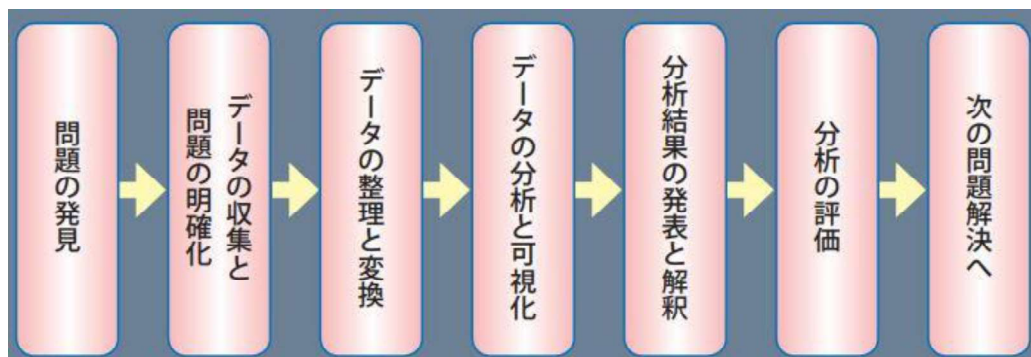 問題の発見
データの収集と
問題の明確化
データの整理と変換
データの分析と可視化
分析結果の発表と解釈
分析の評価
次の問題解決へ